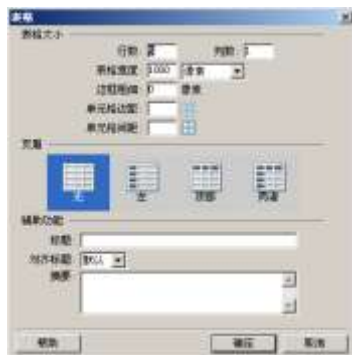 表格
表格大小
行数: 列数: 1
表格宽度: 1000 像素
边框粗细: 0 像素
单元格边距:
单元格间距:
页眉
无 左 顶部 两者
辅助功能
标题:
对齐标题: 默认
摘要:
帮助 确定 取消